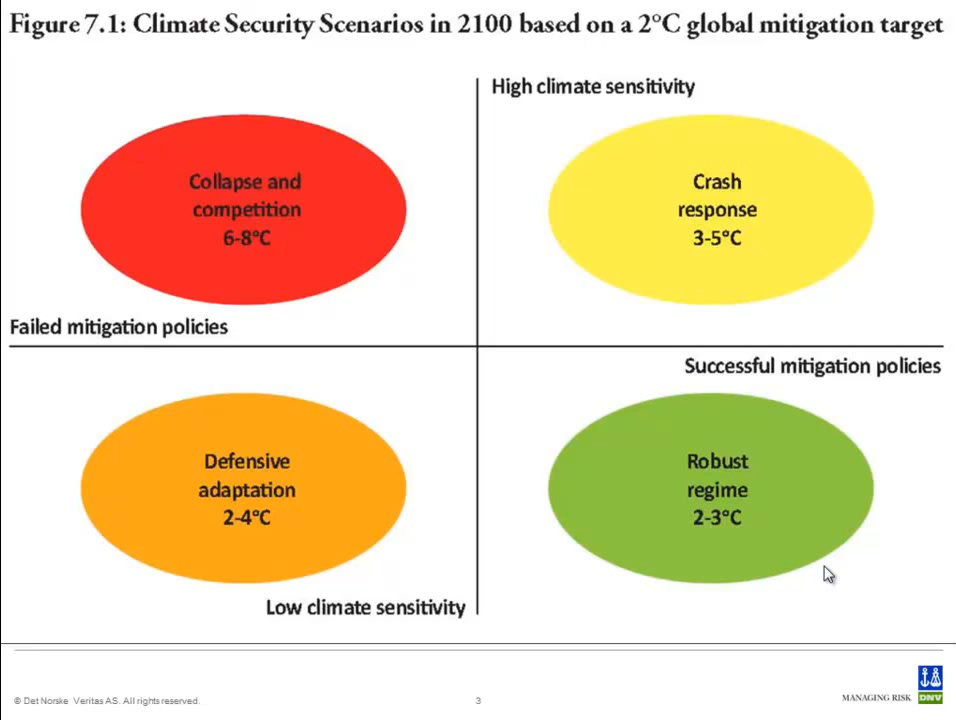 Figure 7.1: Climate Security Scenarios in 2100 based on a 2°C global mitigation target
High climate sensitivity
Collapse and
competition
6-8°C
Crash
response
3-5°C
Failed mitigation policies
Successful mitigation policies
Defensive
adaptation
2-4°C
Robust
regime
2-3°C
Low climate sensitivity
© Det Norske Veritas AS. All rights reserved.
3
MANAGING RISK
DNV